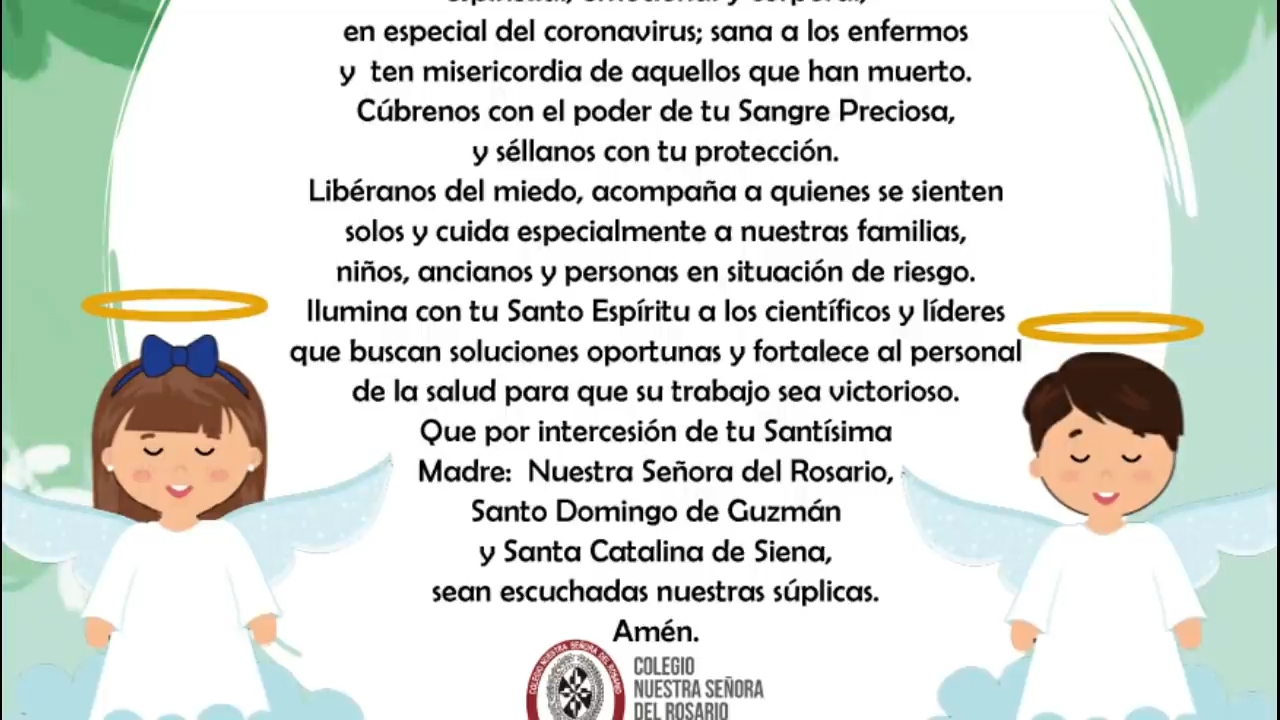 en especial del coronavirus; sana a los enfermos
y ten misericordia de aquellos que han muerto.
Cúbrenos con el poder de tu Sangre Preciosa,
y séllanos con tu protección.
Libéranos del miedo, acompaña a quienes se sienten
solos y cuida especialmente a nuestras familias,
niños, ancianos y personas en situación de riesgo.
Ilumina con tu Santo Espíritu a los científicos y líderes
que buscan soluciones oportunas y fortalece al personal
de la salud para que su trabajo sea victorioso.
Que por intercesión de tu Santísima
Madre: Nuestra Señora del Rosario,
Santo Domingo de Guzmán
y Santa Catalina de Siena,
sean escuchadas nuestras súplicas.
Amén.
COLEGIO NUESTRA SEÑORA DEL ROSARIO
COLEGIO
NUESTRA SEÑORA
DEL ROSARIO